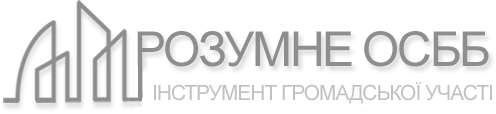 РОЗУМНЕ ОСББ
ІНСТРУМЕНТ ГРОМАДСЬКОЇ УЧАСТІ